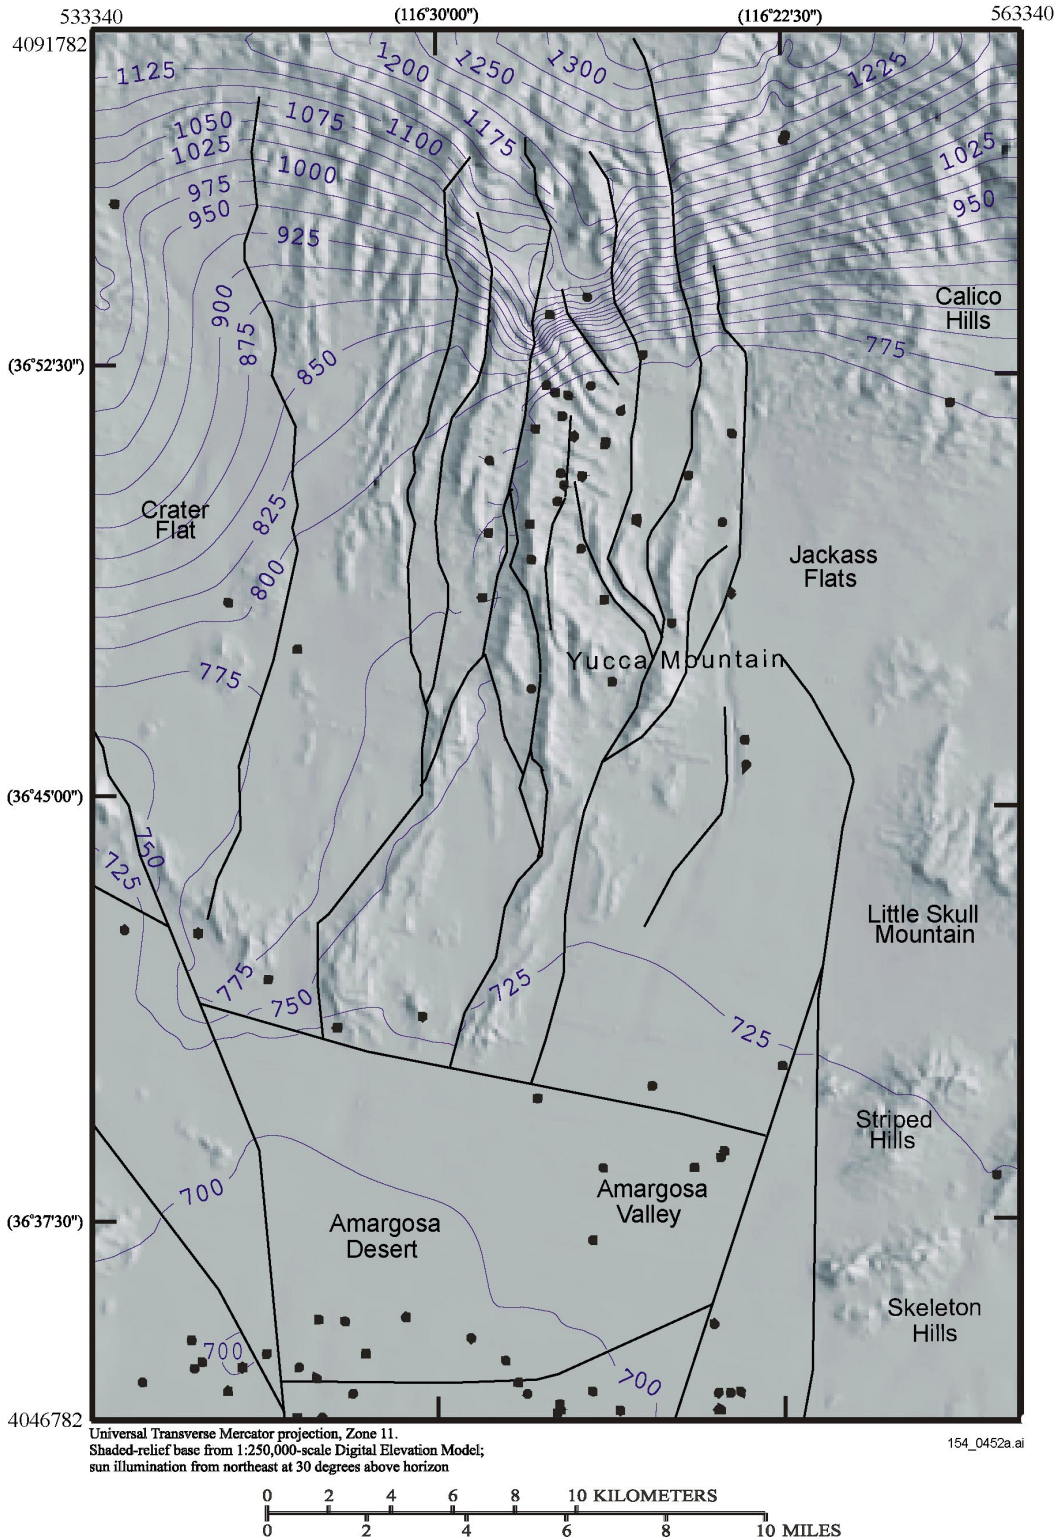 533340
(116°30'00")
(116°22'30")
563340
4091782
1125
1200
1250
1300
1225
1050
1075
1100
1175
1025
1025
1000
975
950
950
925
Calico
Hills
900
875
850
775
(36°52'30")
Crater
Flat
825
800
Jackass
Flats
775
Yucca Mountain
(36°45'00")
750
725
Little Skull
Mountain
775
750
725
725
Striped
Hills
700
Amargosa
Valley
Amargosa
Desert
(36°37'30")
Skeleton
Hills
700
700
4046782
Universal Transverse Mercator projection, Zone 11.
Shaded-relief base from 1:250,000-scale Digital Elevation Model;
sun illumination from northeast at 30 degrees above horizon
154_0452a.ai
0 2 4 6 8 10 KILOMETERS
0 2 4 6 8 10 MILES